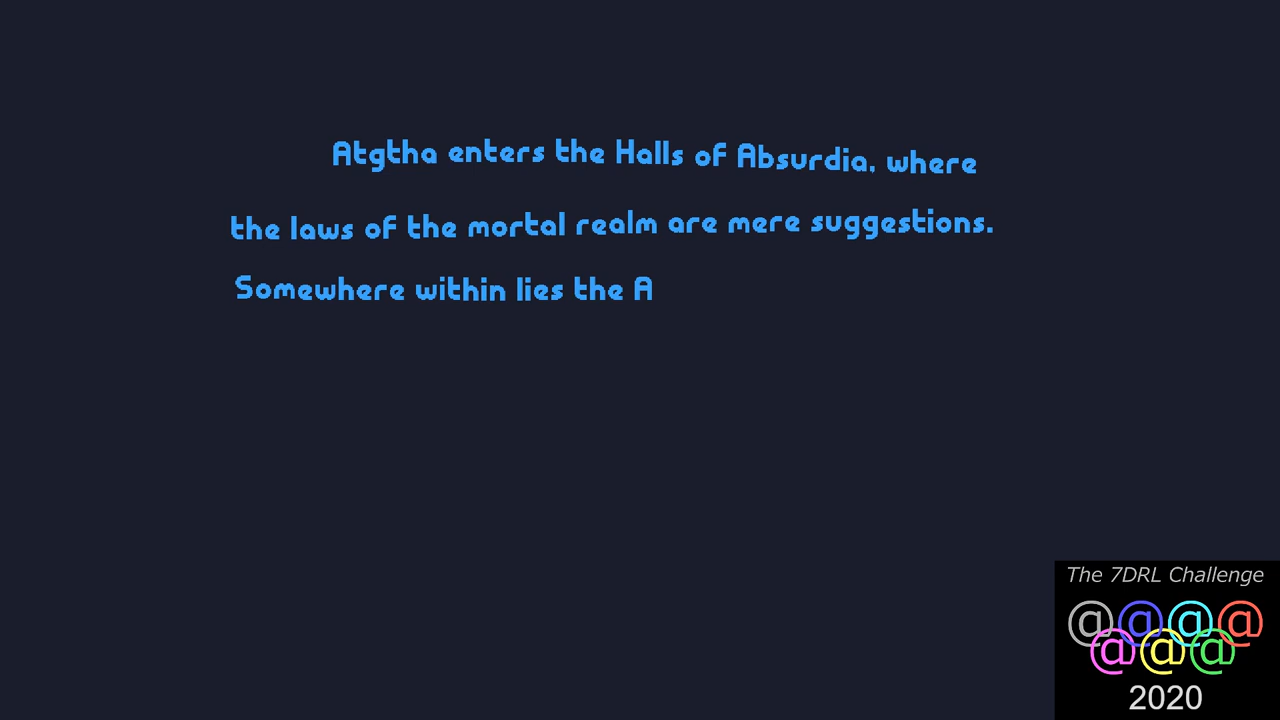 Atgtha enters the Halls of Absurdia, where
the laws of the mortal realm are mere suggestions.
Somewhere within lies the A
The 7DRL Challenge
@@@@
@@@
2020